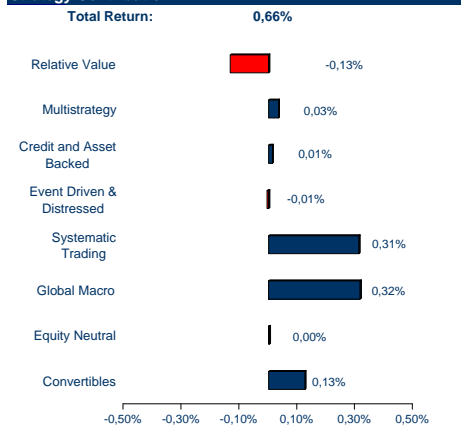 Total Return: 0,66%
Relative Value -0,13%
Multistrategy 0,03%
Credit and Asset
Backed 0,01%
Event Driven &
Distressed -0,01%
Systematic
Trading 0,31%
Global Macro 0,32%
Equity Neutral 0,00%
Convertibles 0,13%
-0,50% -0,30% -0,10% 0,10% 0,30% 0,50%